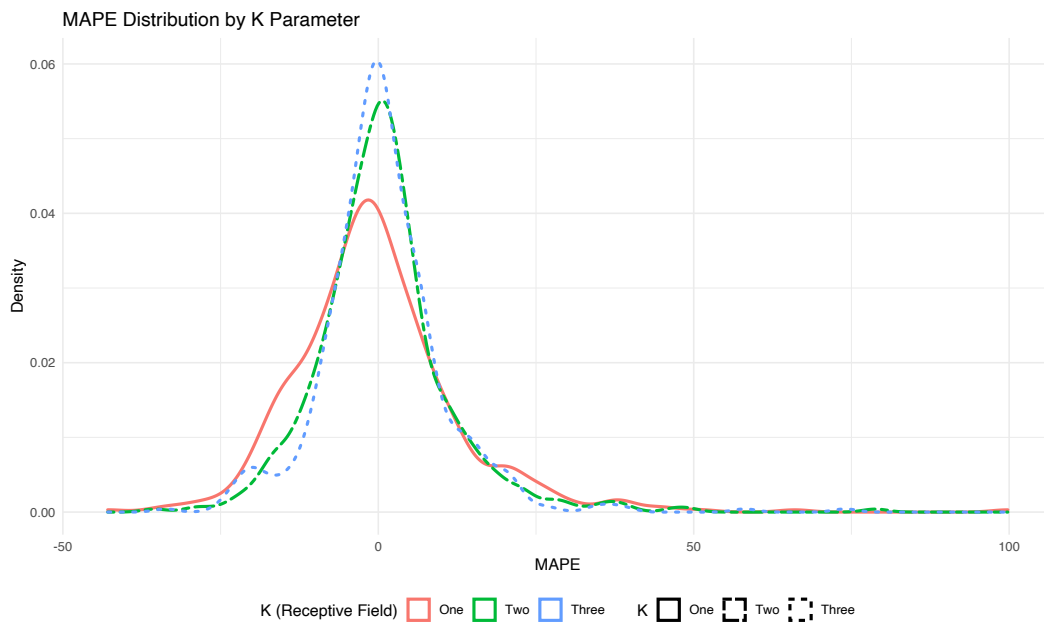 MAPE Distribution by K Parameter
0.06
0.04
0.02
0.00
Density
-50 0 50 100
MAPE
K (Receptive Field) One Two Three K One Two Three